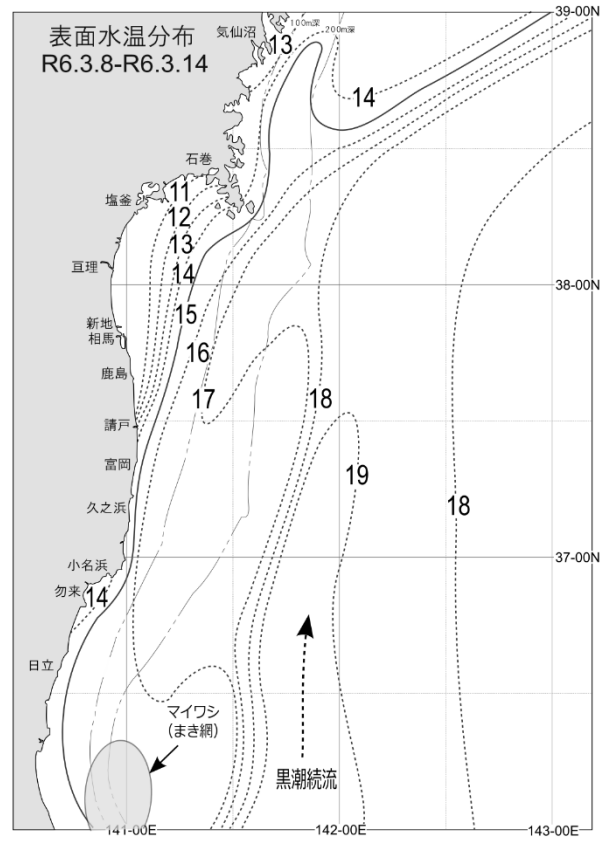 表面水温分布
R6.3.8-R6.3.14
39-00N
気仙沼
13
100m深
200m深
14
石巻
塩釜
11
12
13
14
亘理
38-00N
15
新地
相馬
16
鹿島
17
18
請戸
富岡
19
18
久之浜
37-00N
小名浜
勿来
14
日立
マイワシ
(まき網)
黒潮続流
141-00E
142-00E
143-00E